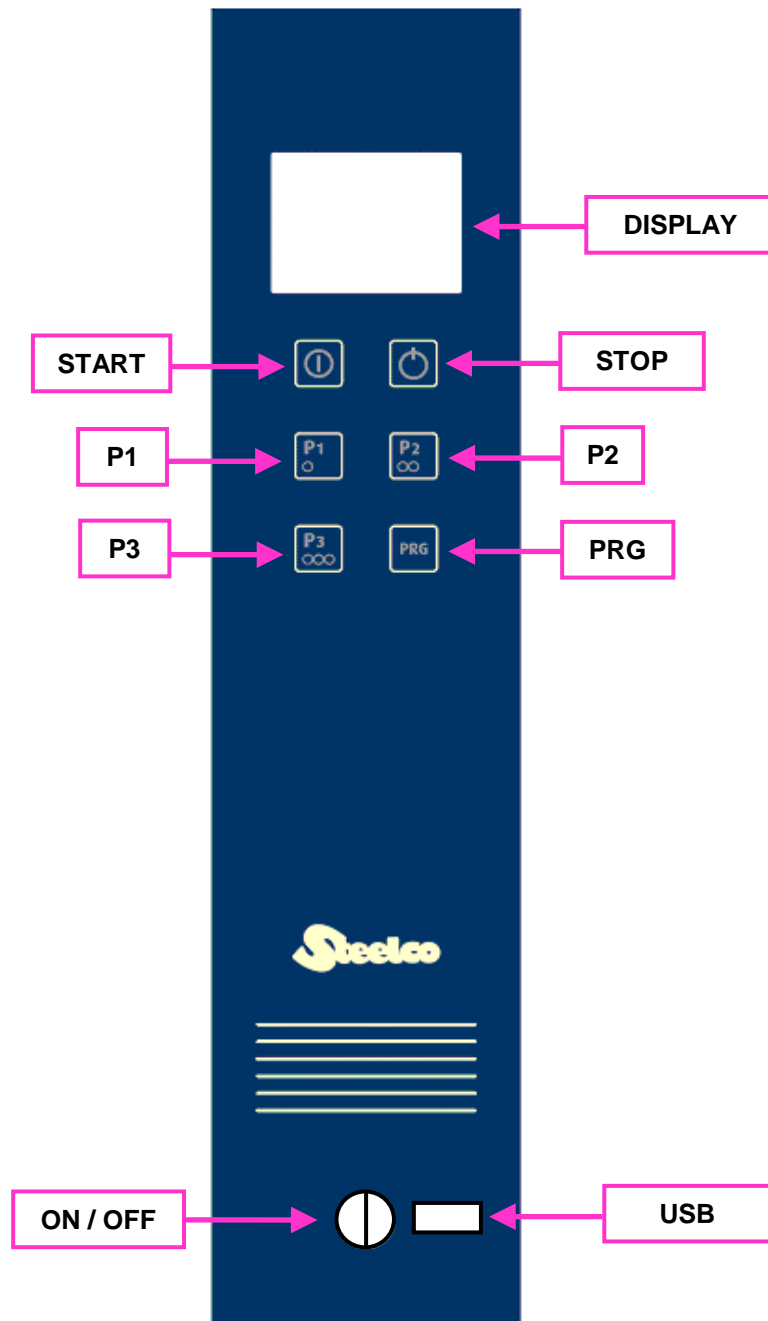 DISPLAY
START
STOP
P1
P1
P2
P2
P3
P3
PRG
PRG
Steelco
ON / OFF
USB